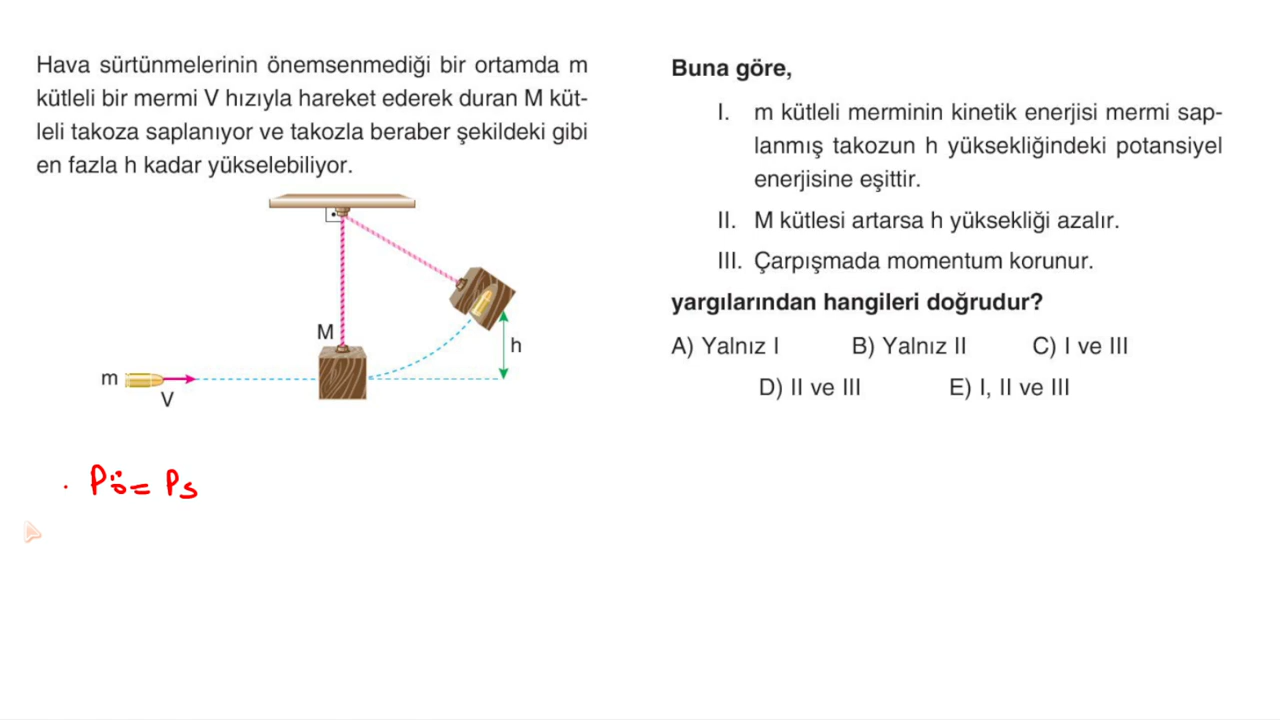 Hava sürtünmelerinin önemsenmediği bir ortamda m
kütleli bir mermi V hızıyla hareket ederek duran M küt-
leli takoza saplanıyor ve takozla beraber şekildeki gibi
en fazla h kadar yükselebiliyor.
M
h
m
V
Pö = Ps
Buna göre,
I. m kütleli merminin kinetik enerjisi mermi sap-
lanmış takozun h yüksekliğindeki potansiyel
enerjisine eşittir.
II. M kütlesi artarsa h yüksekliği azalır.
III. Çarpışmada momentum korunur.
yargılarından hangileri doğrudur?
A) Yalnız I B) Yalnız II C) I ve III
D) II ve III E) I, II ve III